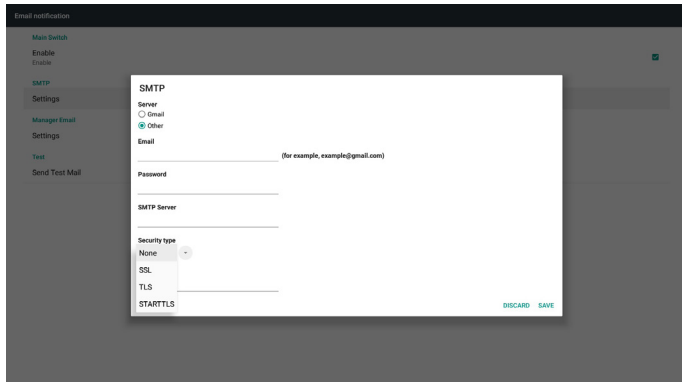 Email notification
Main Switch
Enable
Enable
SMTP
Settings
Manager Email
Settings
Test
Send Test Mail
SMTP
Server
Gmail
Other
Email
(for example, example@gmail.com)
Password
SMTP Server
Security type
None
SSL
TLS
STARTTLS
DISCARD SAVE